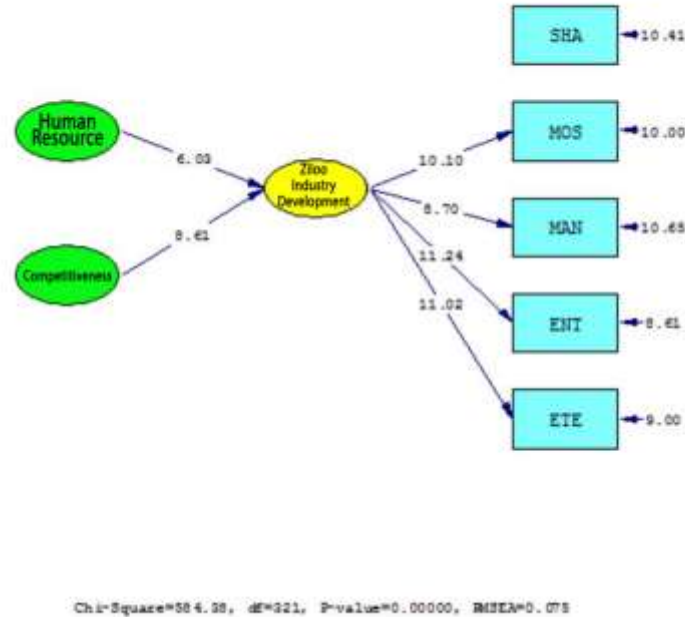 SHA
10.41
Human
Resource
MOS
10.00
6.03
10.10
Ziloo
Industry
Development
8.70
MAN
10.65
8.61
11.24
Competitiveness
11.02
ENT
8.61
ETE
9.00
Chi-Square=584.38, df=321, P-value=0.00000, RMSEA=0.075